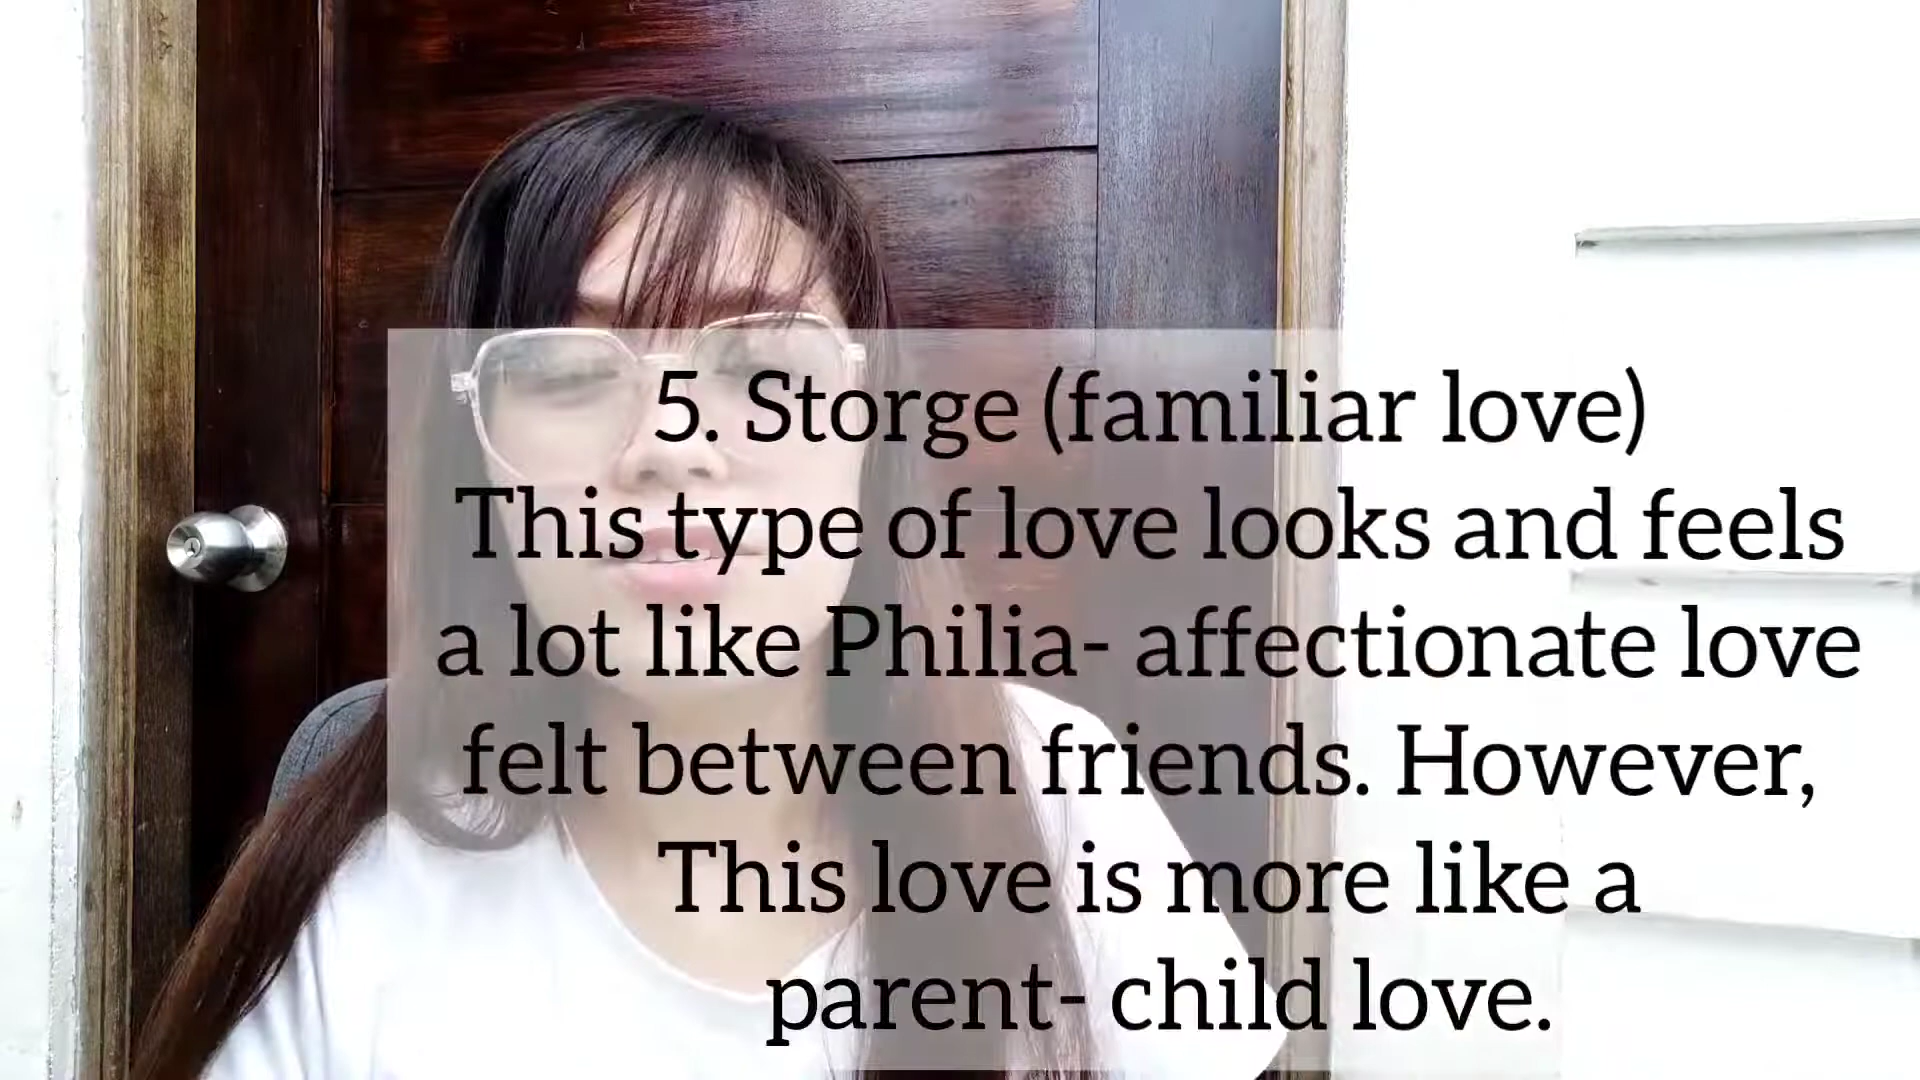 5. Storge (familiar love)
This type of love looks and feels
a lot like Philia- affectionate love
felt between friends. However,
This love is more like a
parent- child love.